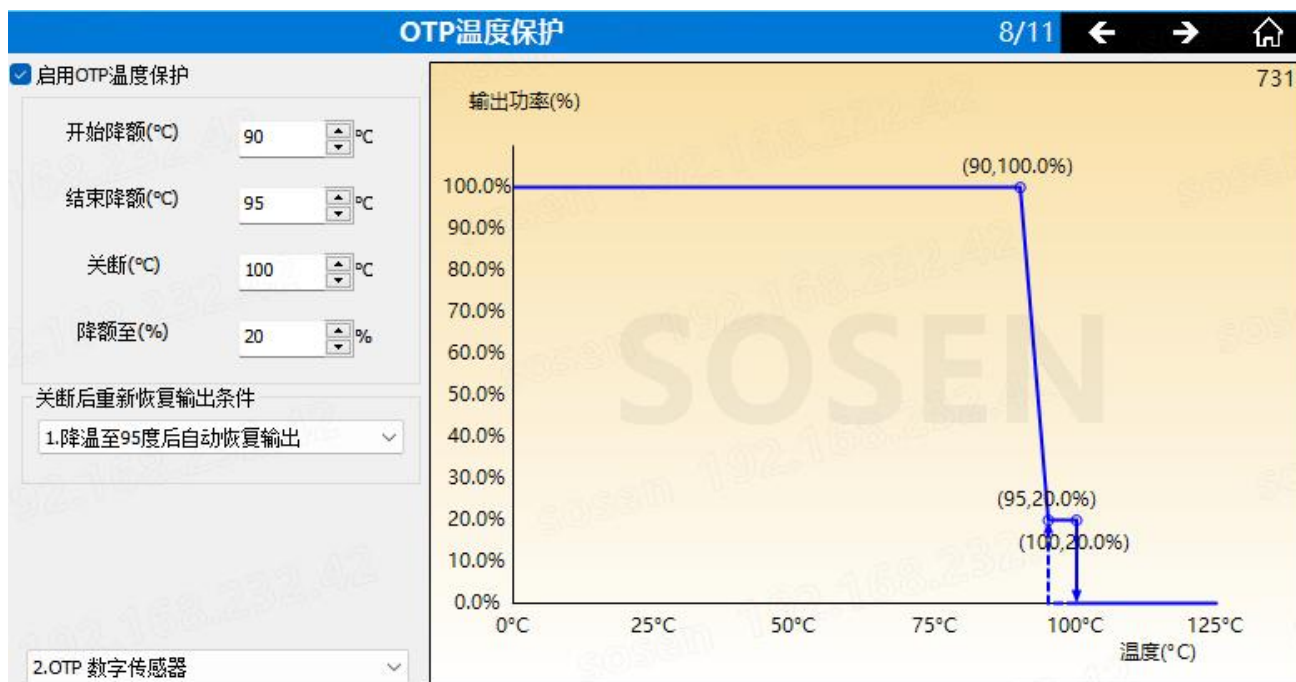 OTP温度保护
8/11
启用OTP温度保护
开始降额(°C) 90 °C
结束降额(°C) 95 °C
关断(°C) 100 °C
降额至(%) 20 %
关断后重新恢复输出条件
1.降温至95度后自动恢复输出
2.OTP 数字传感器
731
输出功率(%)
(90,100.0%)
100.0%
90.0%
80.0%
70.0%
60.0%
50.0%
40.0%
30.0%
(95,20.0%)
20.0%
(100,20.0%)
10.0%
0.0%
0°C 25°C 50°C 75°C 100°C 125°C
温度(°C)
SOSEN
sosen 192.168.232.42